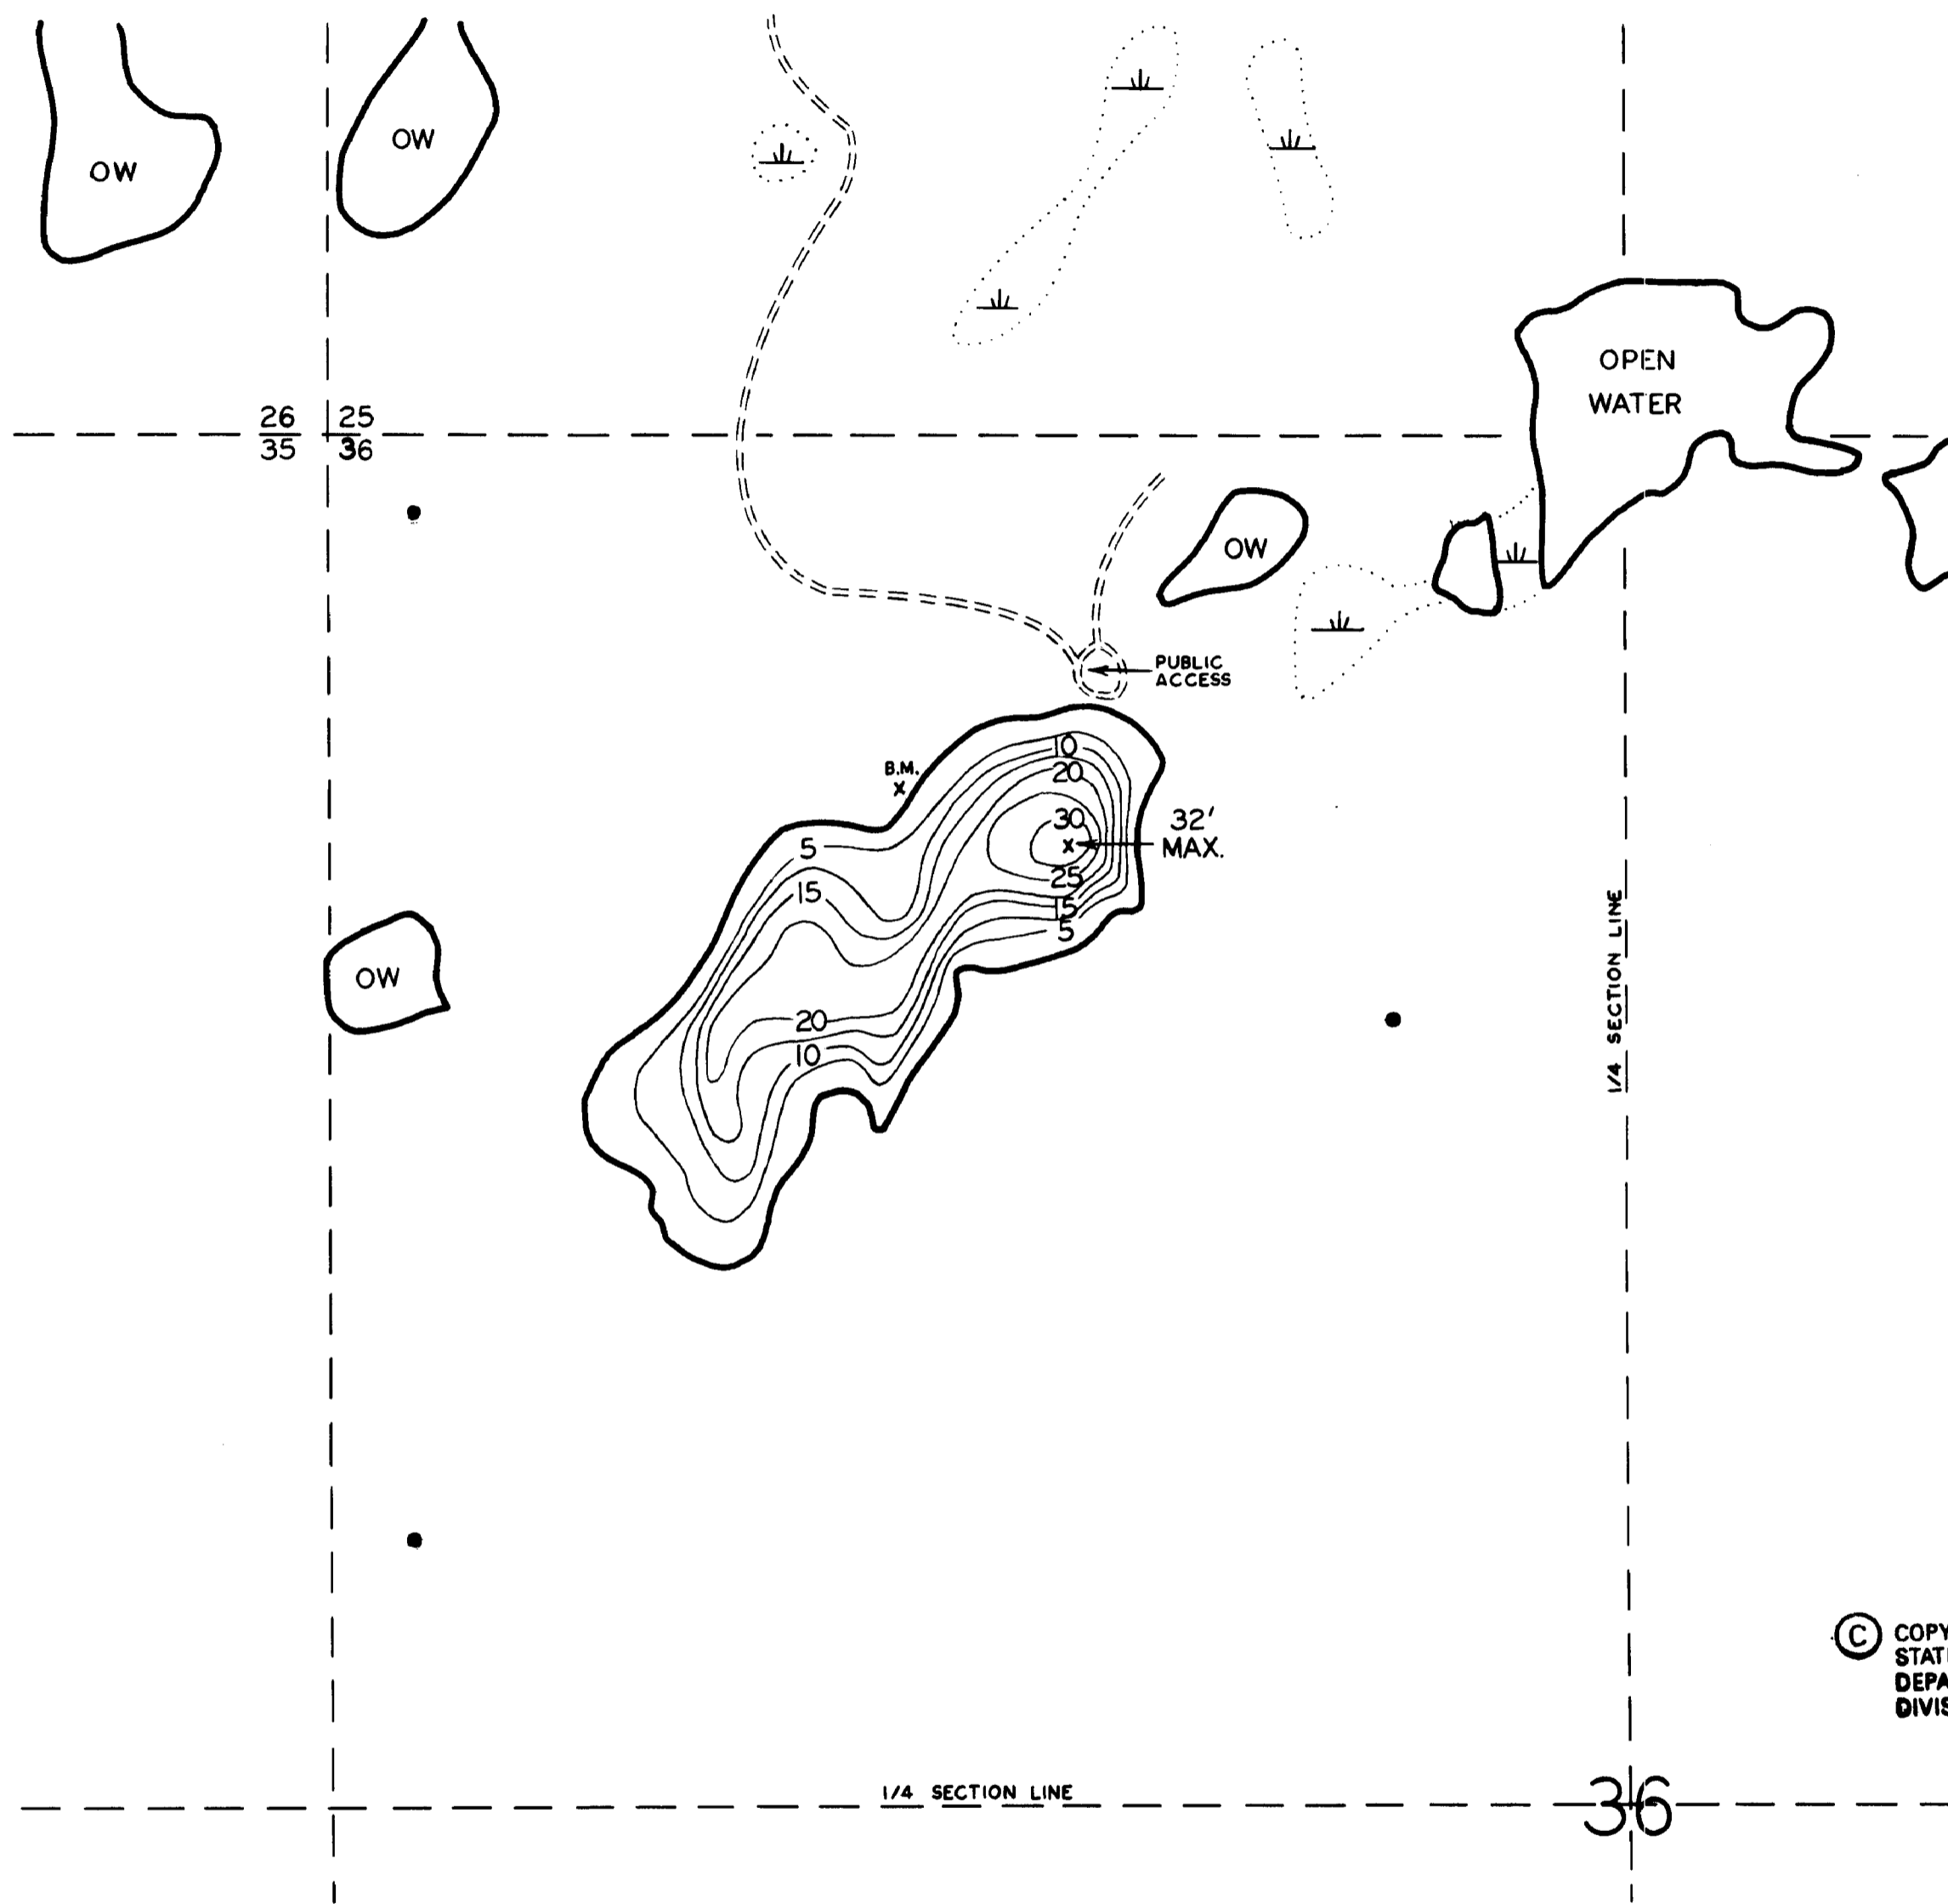 OW
OW
OPEN
WATER
26 25
35 36
OW
PUBLIC
ACCESS
B.M.
x
10
20
30
32'
MAX.
x
5
25
15
15
5
OW
20
10
1/4 SECTION LINE
C
COPY
STAT
DEPA
DIVIS
1/4 SECTION LINE
36